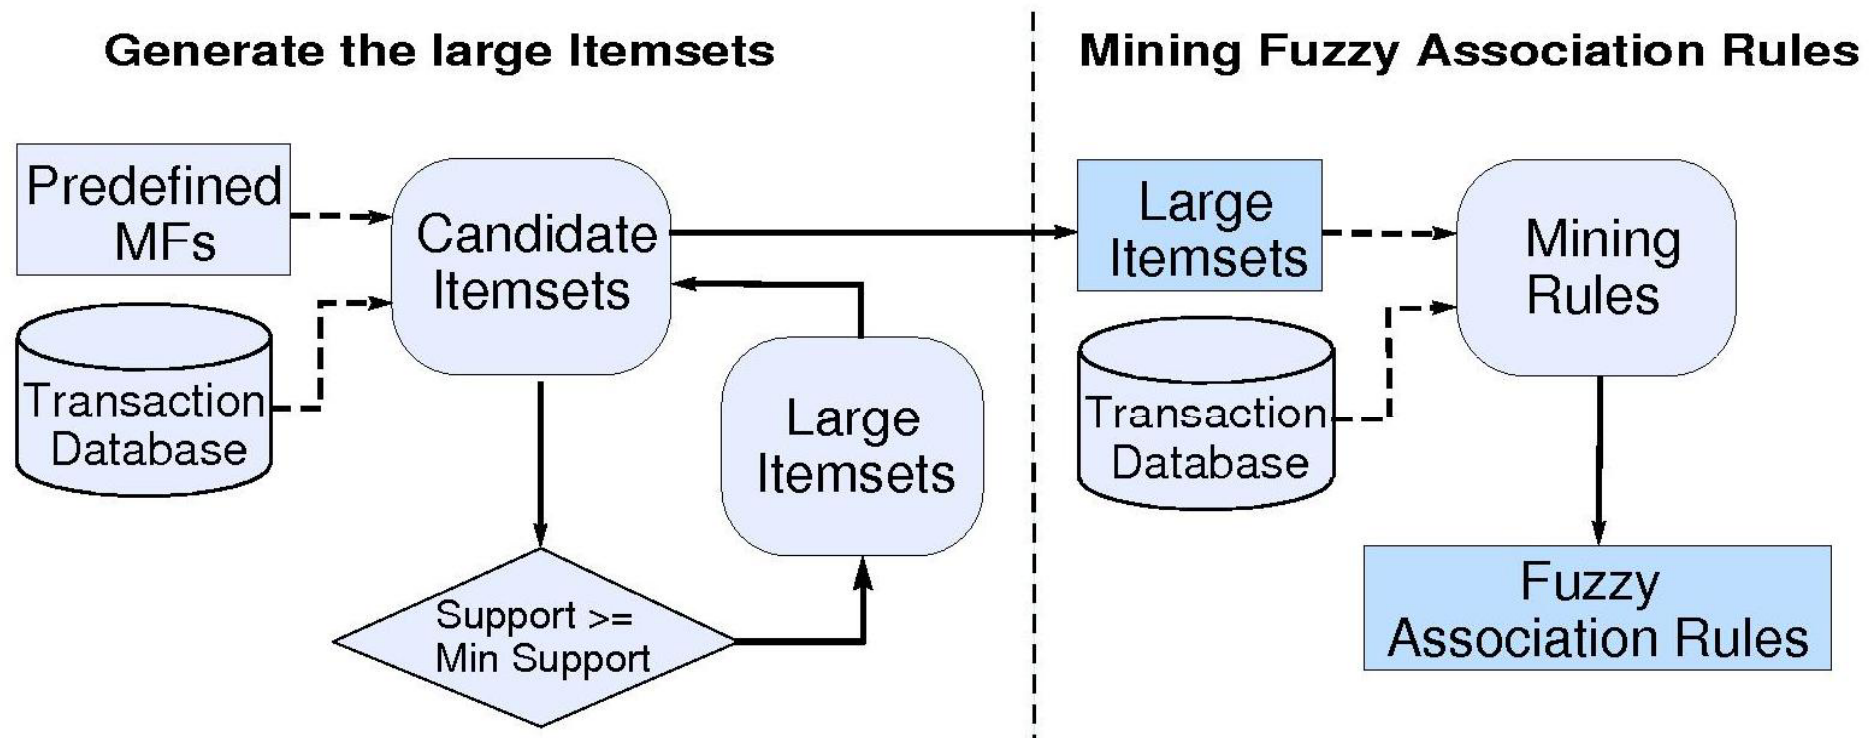 Generate the large Itemsets
Mining Fuzzy Association Rules
Predefined
MFs
Candidate
Itemsets
Transaction
Database
Large
Itemsets
Support >=
Min Support
Large
Itemsets
Mining
Rules
Transaction
Database
Fuzzy
Association Rules